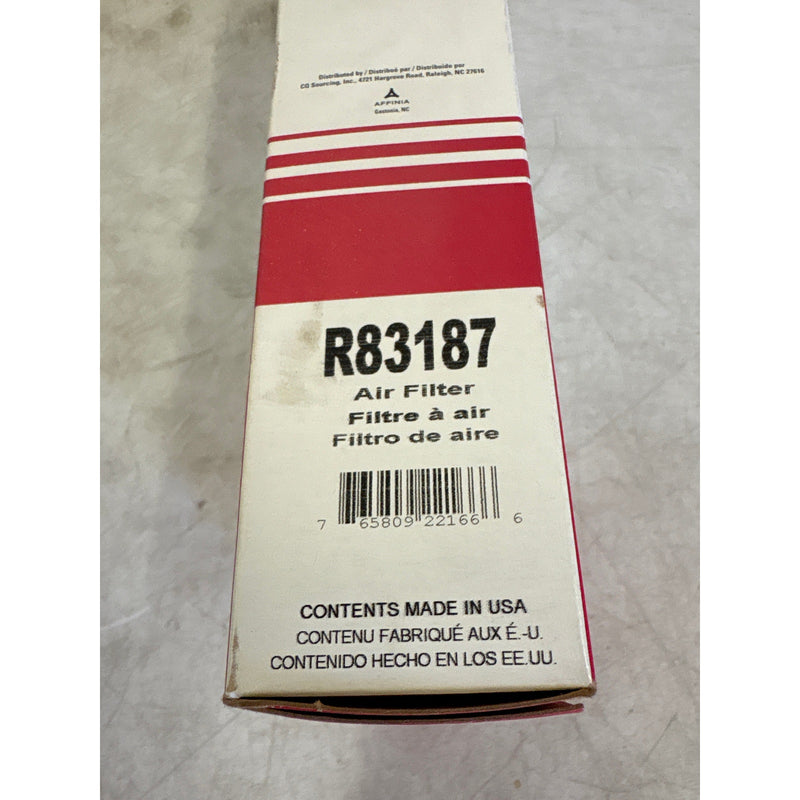 Distributed by / Distribué par / Distribuido por
CQ Sourcing, Inc., 4721 Hargrove Road, Raleigh, NC 27616
AFFINIA
Gastonia, NC
R83187
Air Filter
Filtre à air
Filtro de aire
7 65809 22166 6
CONTENTS MADE IN USA
CONTENU FABRIQUÉ AUX É.-U.
CONTENIDO HECHO EN LOS EE.UU.